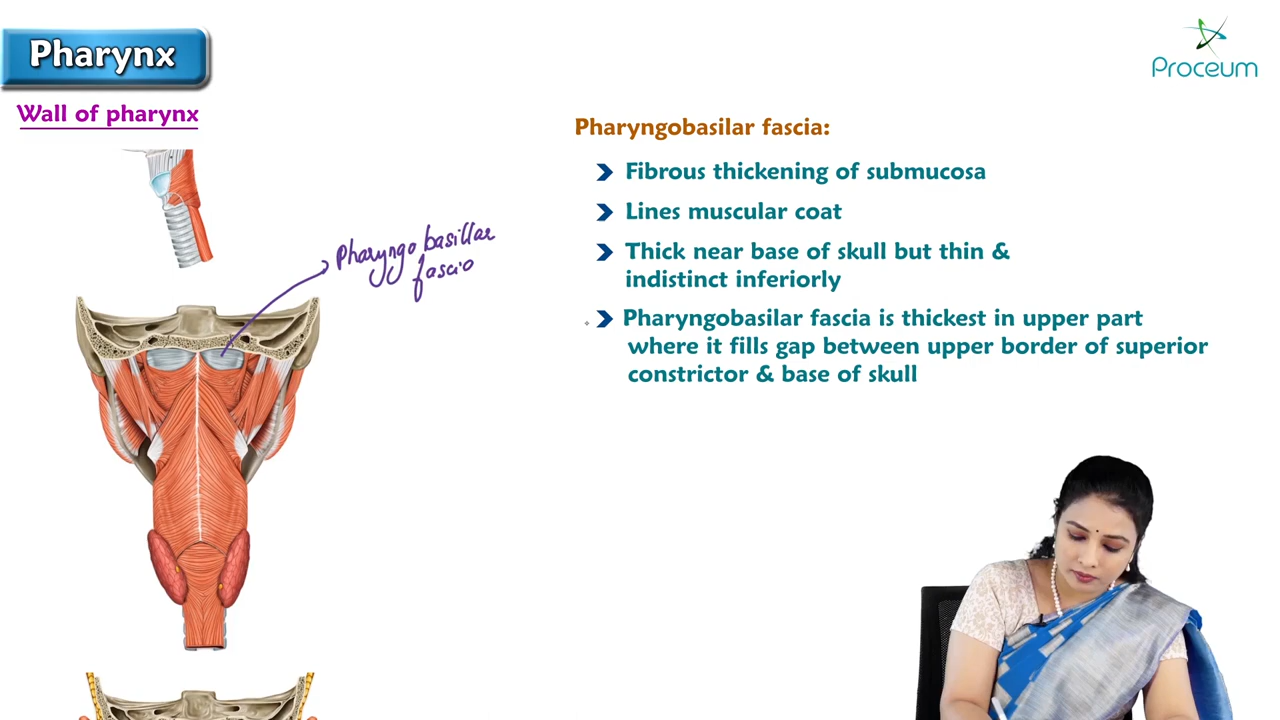 Pharynx
Proceum
Wall of pharynx
Pharyngobasilar fascia:
Fibrous thickening of submucosa
Lines muscular coat
Thick near base of skull but thin &
indistinct inferiorly
Pharyngobasilar fascia is thickest in upper part
where it fills gap between upper border of superior
constrictor & base of skull
Pharyngo basillar
fascia